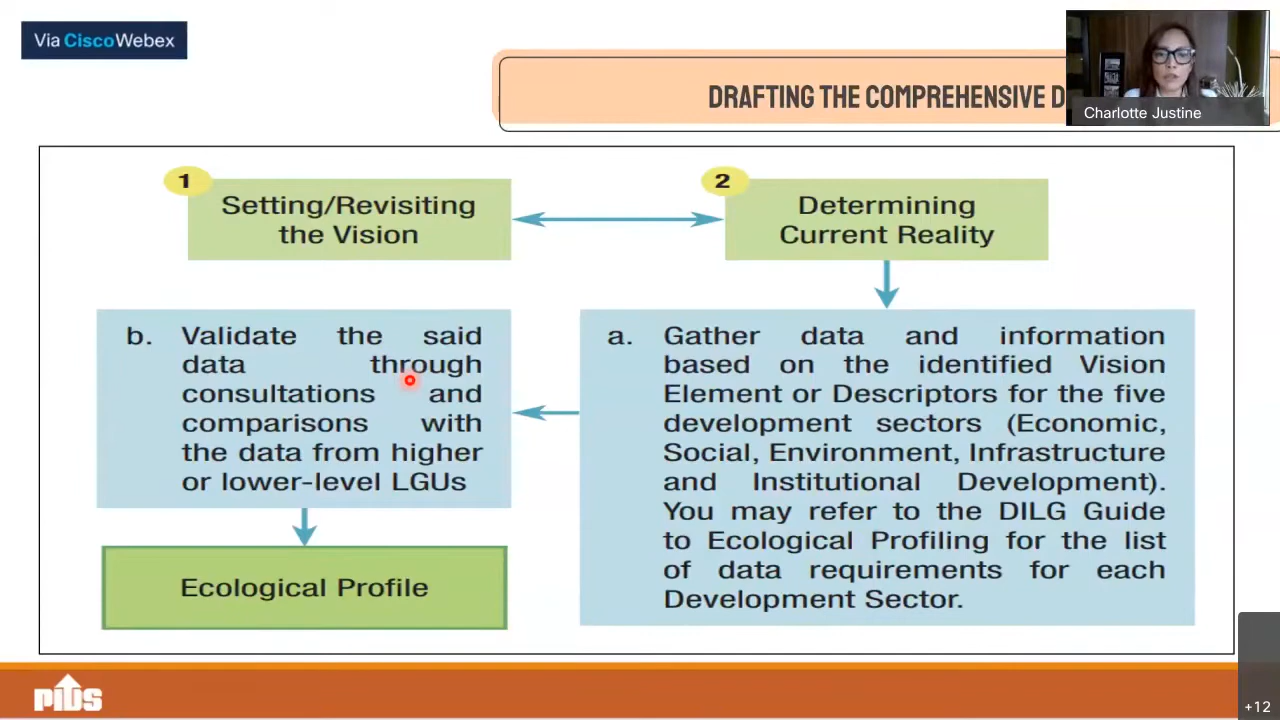 Via CiscoWebex
DRAFTING THE COMPREHENSIVE D
Charlotte Justine
1
Setting/Revisiting
the Vision
2
Determining
Current Reality
b. Validate the said
data through
consultations and
comparisons with
the data from higher
or lower-level LGUs
a. Gather data and information
based on the identified Vision
Element or Descriptors for the five
development sectors (Economic,
Social, Environment, Infrastructure
and Institutional Development).
You may refer to the DILG Guide
to Ecological Profiling for the list
of data requirements for each
Development Sector.
Ecological Profile
PIDS
+12